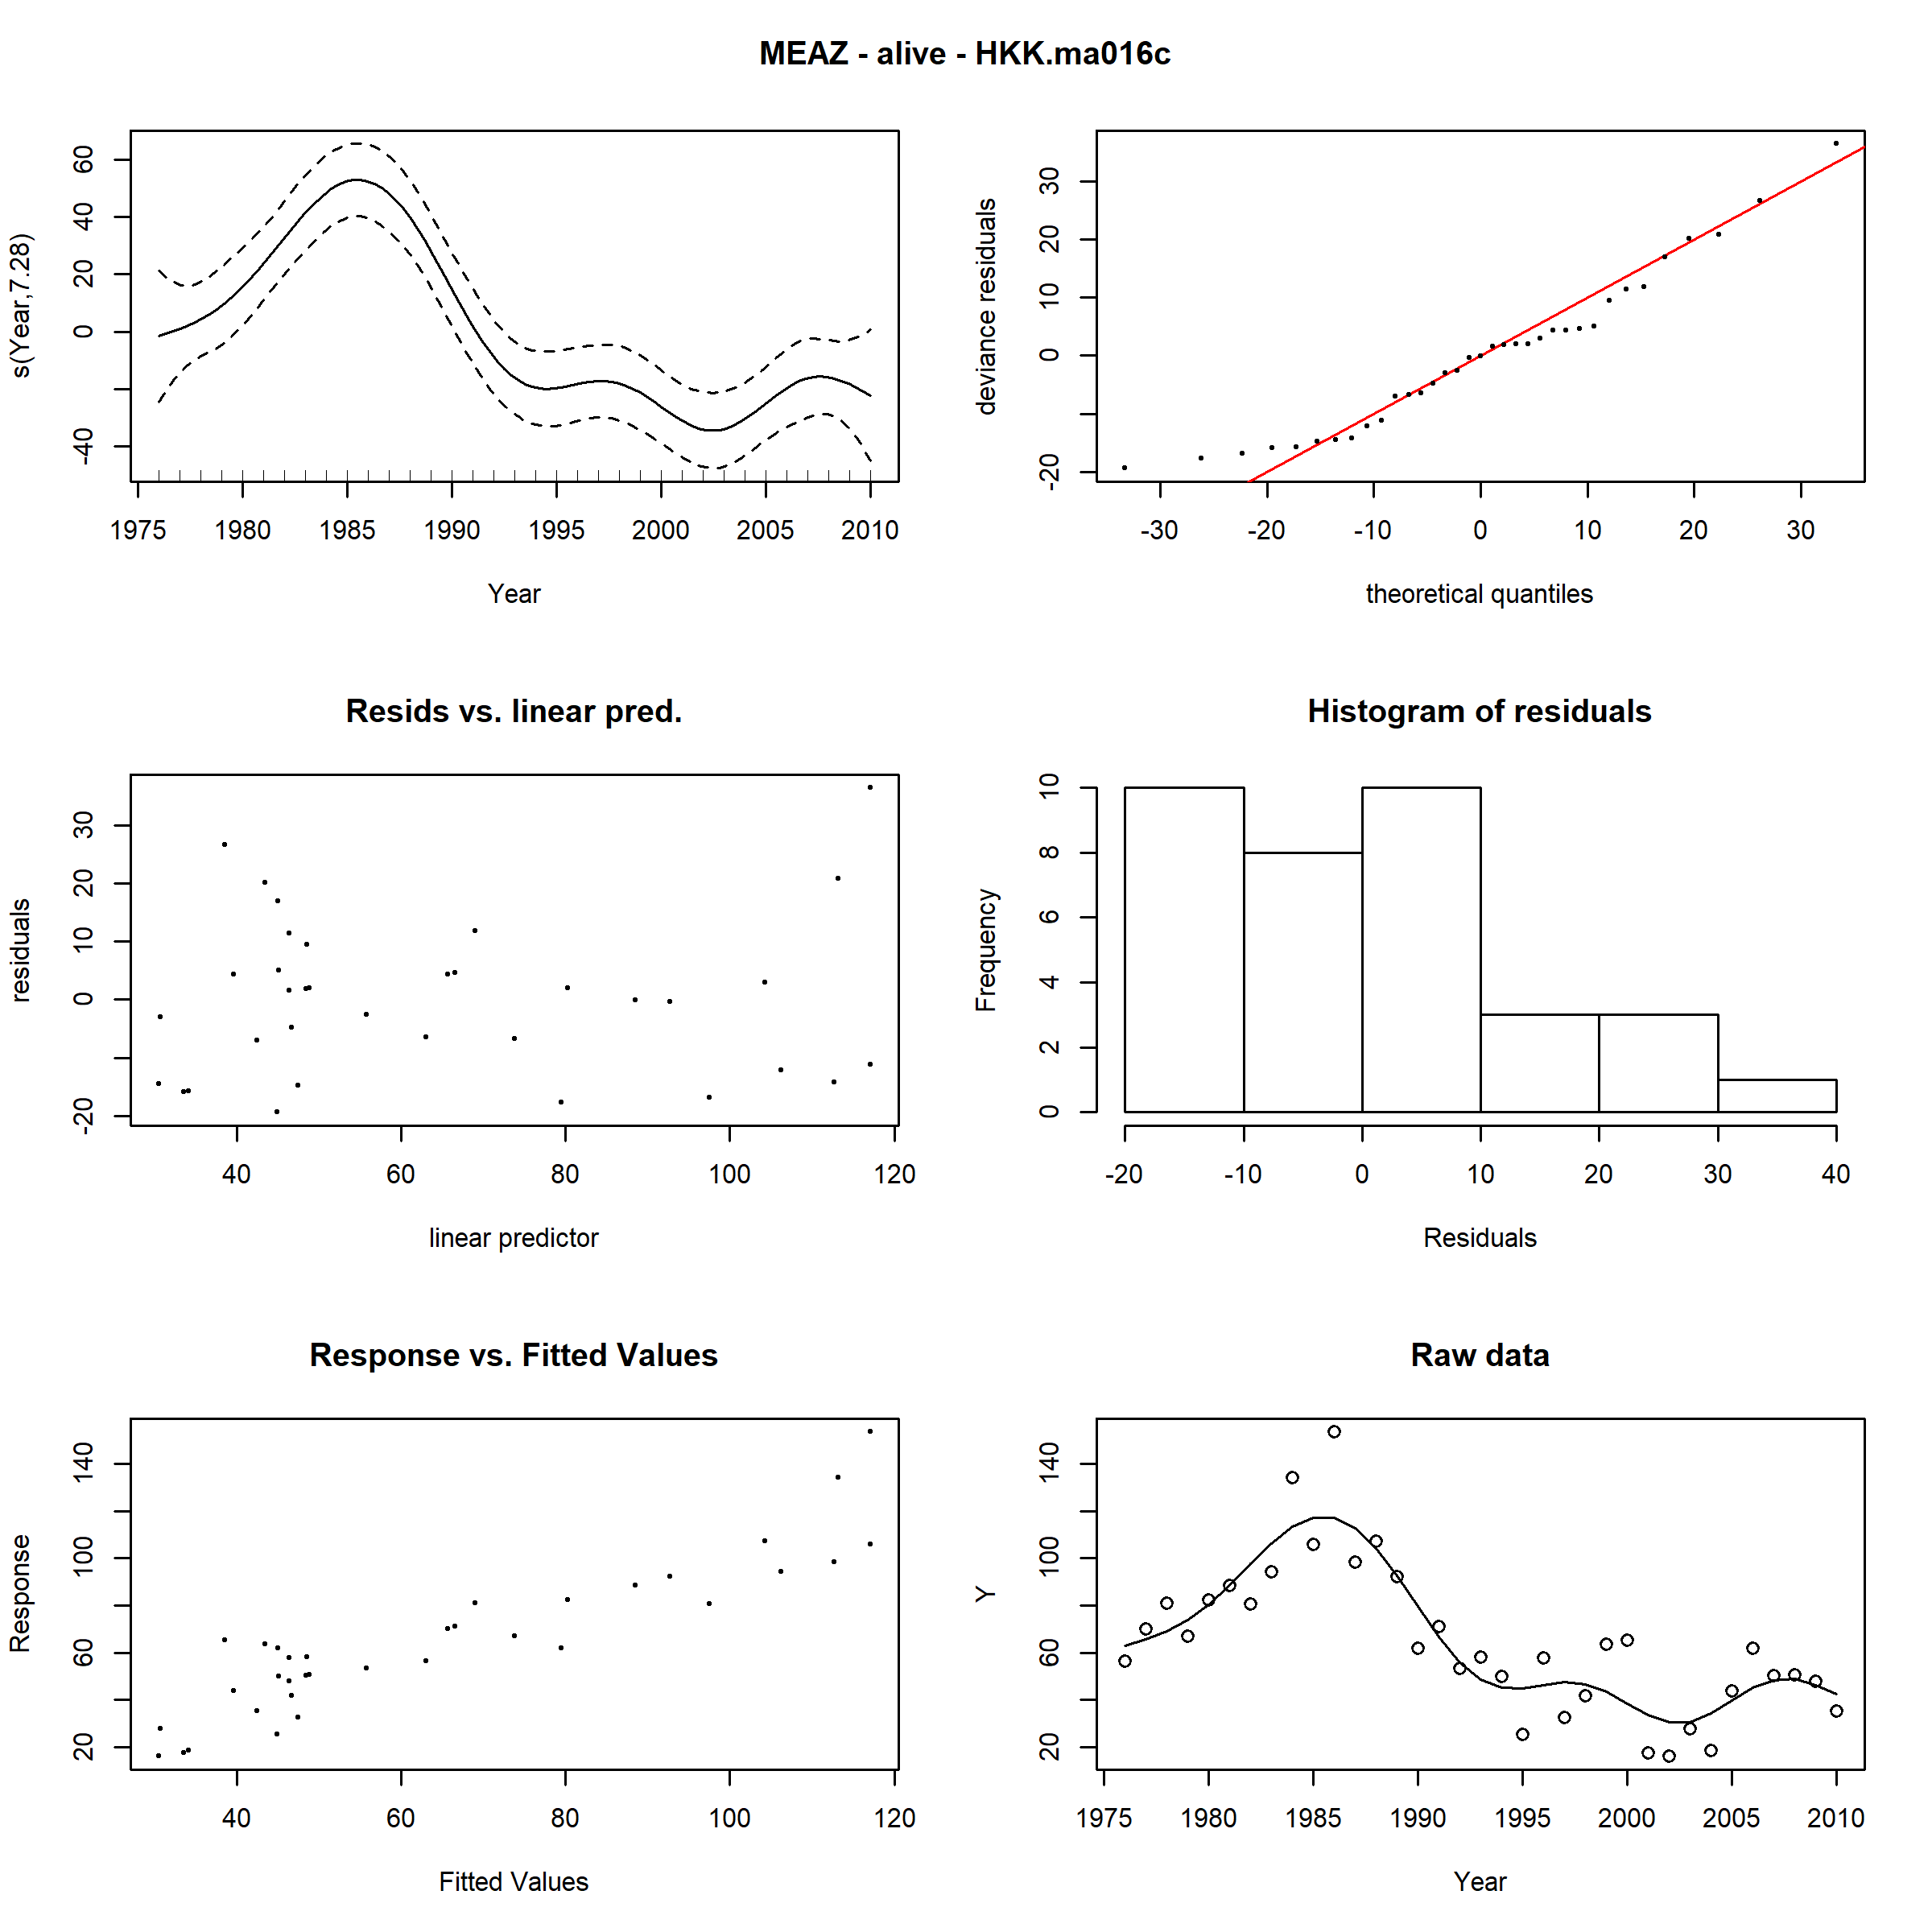 MEAZ - alive - HKK.ma016c
s(Year,7.28)
60
40
20
0
-40
1975 1980 1985 1990 1995 2000 2005 2010
Year
deviance residuals
30
20
10
0
-20
-30 -20 -10 0 10 20 30
theoretical quantiles
Resids vs. linear pred.
residuals
30
20
10
0
-20
40 60 80 100 120
linear predictor
Histogram of residuals
Frequency
10
8
6
4
2
0
-20 -10 0 10 20 30 40
Residuals
Response vs. Fitted Values
Response
140
100
60
20
40 60 80 100 120
Fitted Values
Raw data
Y
140
100
60
20
1975 1980 1985 1990 1995 2000 2005 2010
Year